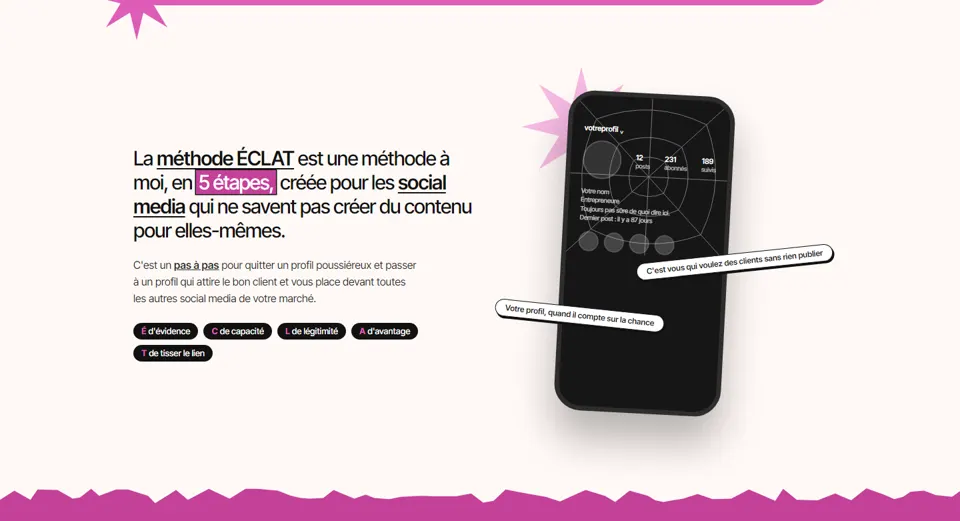 La méthode ÉCLAT est une méthode à
moi, en 5 étapes, créée pour les social
media qui ne savent pas créer du contenu
pour elles-mêmes.
C'est un pas à pas pour quitter un profil poussiéreux et passer
à un profil qui attire le bon client et vous place devant toutes
les autres social media de votre marché.
É d'évidence
C de capacité
L de légitimité
A d'avantage
T de tisser le lien
votreprofil
12 231 189
posts abonnés suivis
Votre nom
Entrepreneure
Toujours pas sûre de quoi dire ici.
Dernier post : il y a 87 jours
C'est vous qui voulez des clients sans rien publier
Votre profil, quand il compte sur la chance